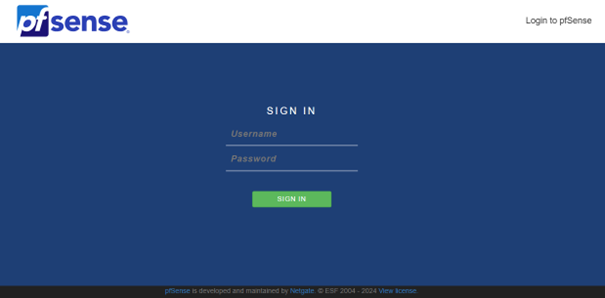 pfsense
Login to pfSense
SIGN IN
Username
Password
SIGN IN
pfSense is developed and maintained by Netgate. © ESF 2004 - 2024 View license.